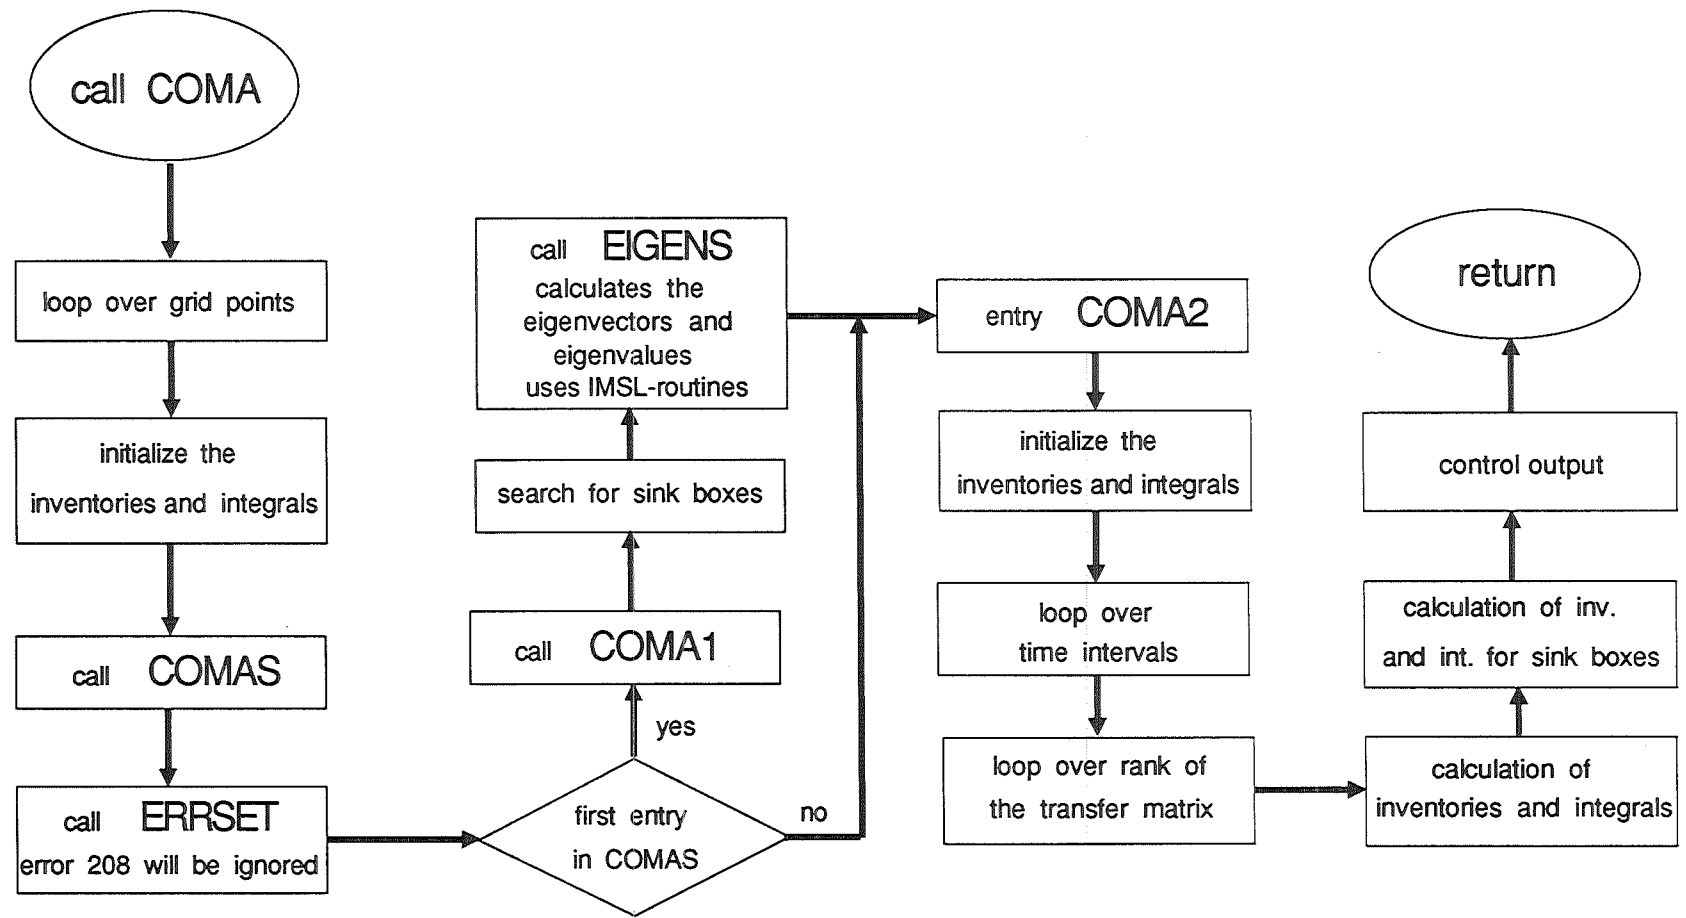 call COMA
loop over grid points
initialize the
inventories and integrals
call COMAS
call ERRSET
error 208 will be ignored
first entry
in COMAS
yes
no
call COMA1
search for sink boxes
call EIGENS
calculates the
eigenvectors and
eigenvalues
uses IMSL-routines
entry COMA2
initialize the
inventories and integrals
loop over
time intervals
loop over rank of
the transfer matrix
calculation of
inventories and integrals
calculation of inv.
and int. for sink boxes
control output
return